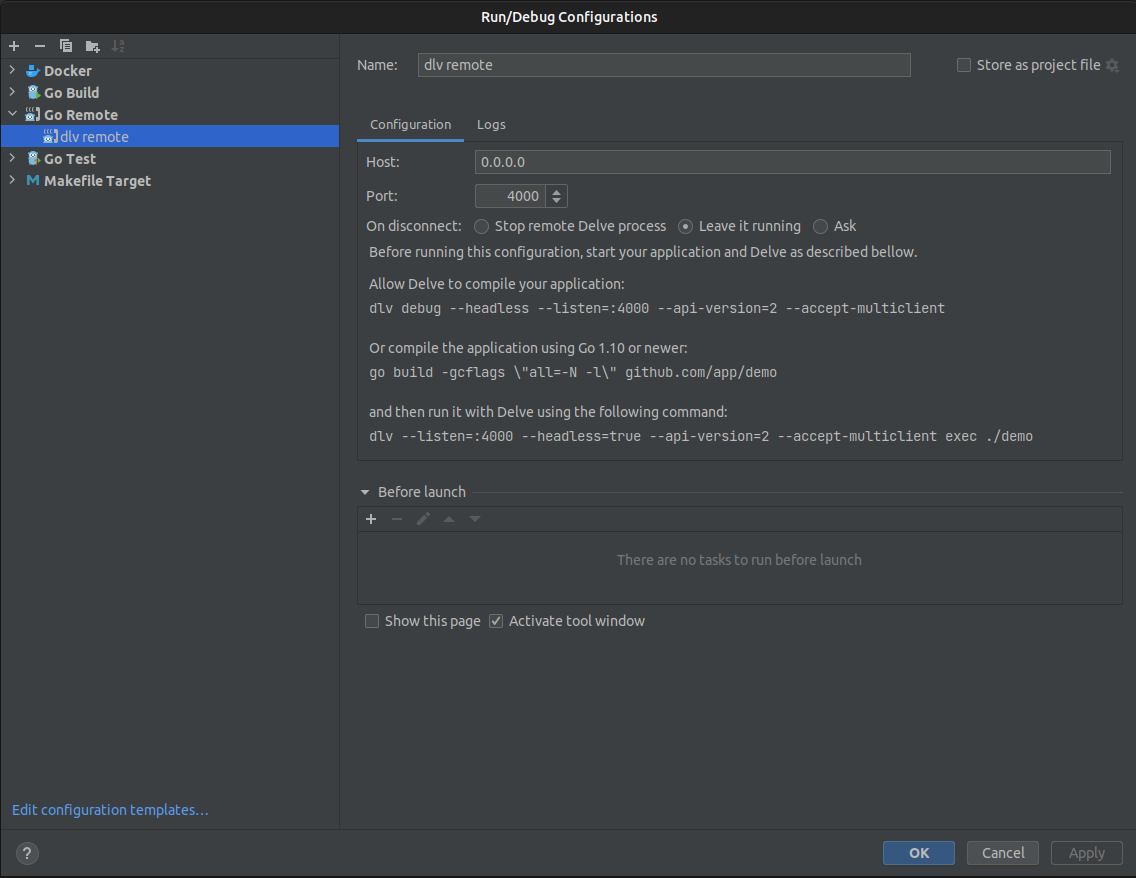 Run/Debug Configurations
Docker
Go Build
Go Remote
dlv remote
Go Test
Makefile Target
Edit configuration templates...
Name: dlv remote Store as project file
Configuration Logs
Host: 0.0.0.0
Port: 4000
On disconnect: Stop remote Delve process Leave it running Ask
Before running this configuration, start your application and Delve as described bellow.
Allow Delve to compile your application:
dlv debug --headless --listen=:4000 --api-version=2 --accept-multiclient
Or compile the application using Go 1.10 or newer:
go build -gcflags \"all=-N -l\" github.com/app/demo
and then run it with Delve using the following command:
dlv --listen=:4000 --headless=true --api-version=2 --accept-multiclient exec ./demo
Before launch
There are no tasks to run before launch
Show this page Activate tool window
? OK Cancel Apply